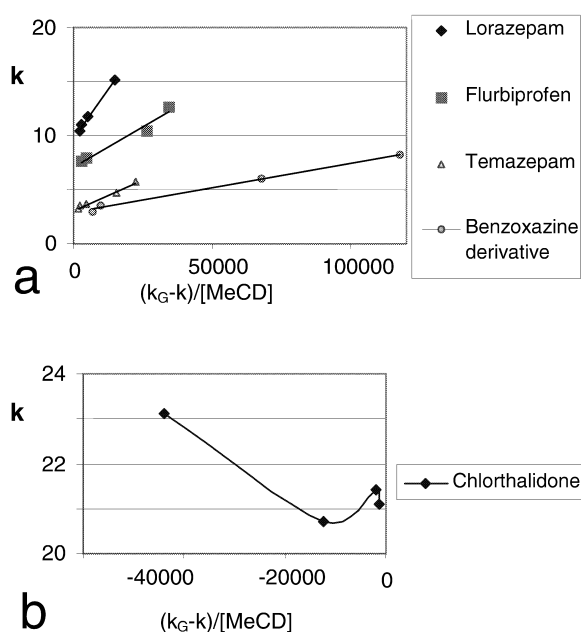 20
k
10
0
0 50000 100000
(kG-k)/[MeCD]
a
Lorazepam
Flurbiprofen
Temazepam
Benzoxazine
derivative
24
k
22
20
-40000 -20000 0
(kG-k)/[MeCD]
b
Chlorthalidone